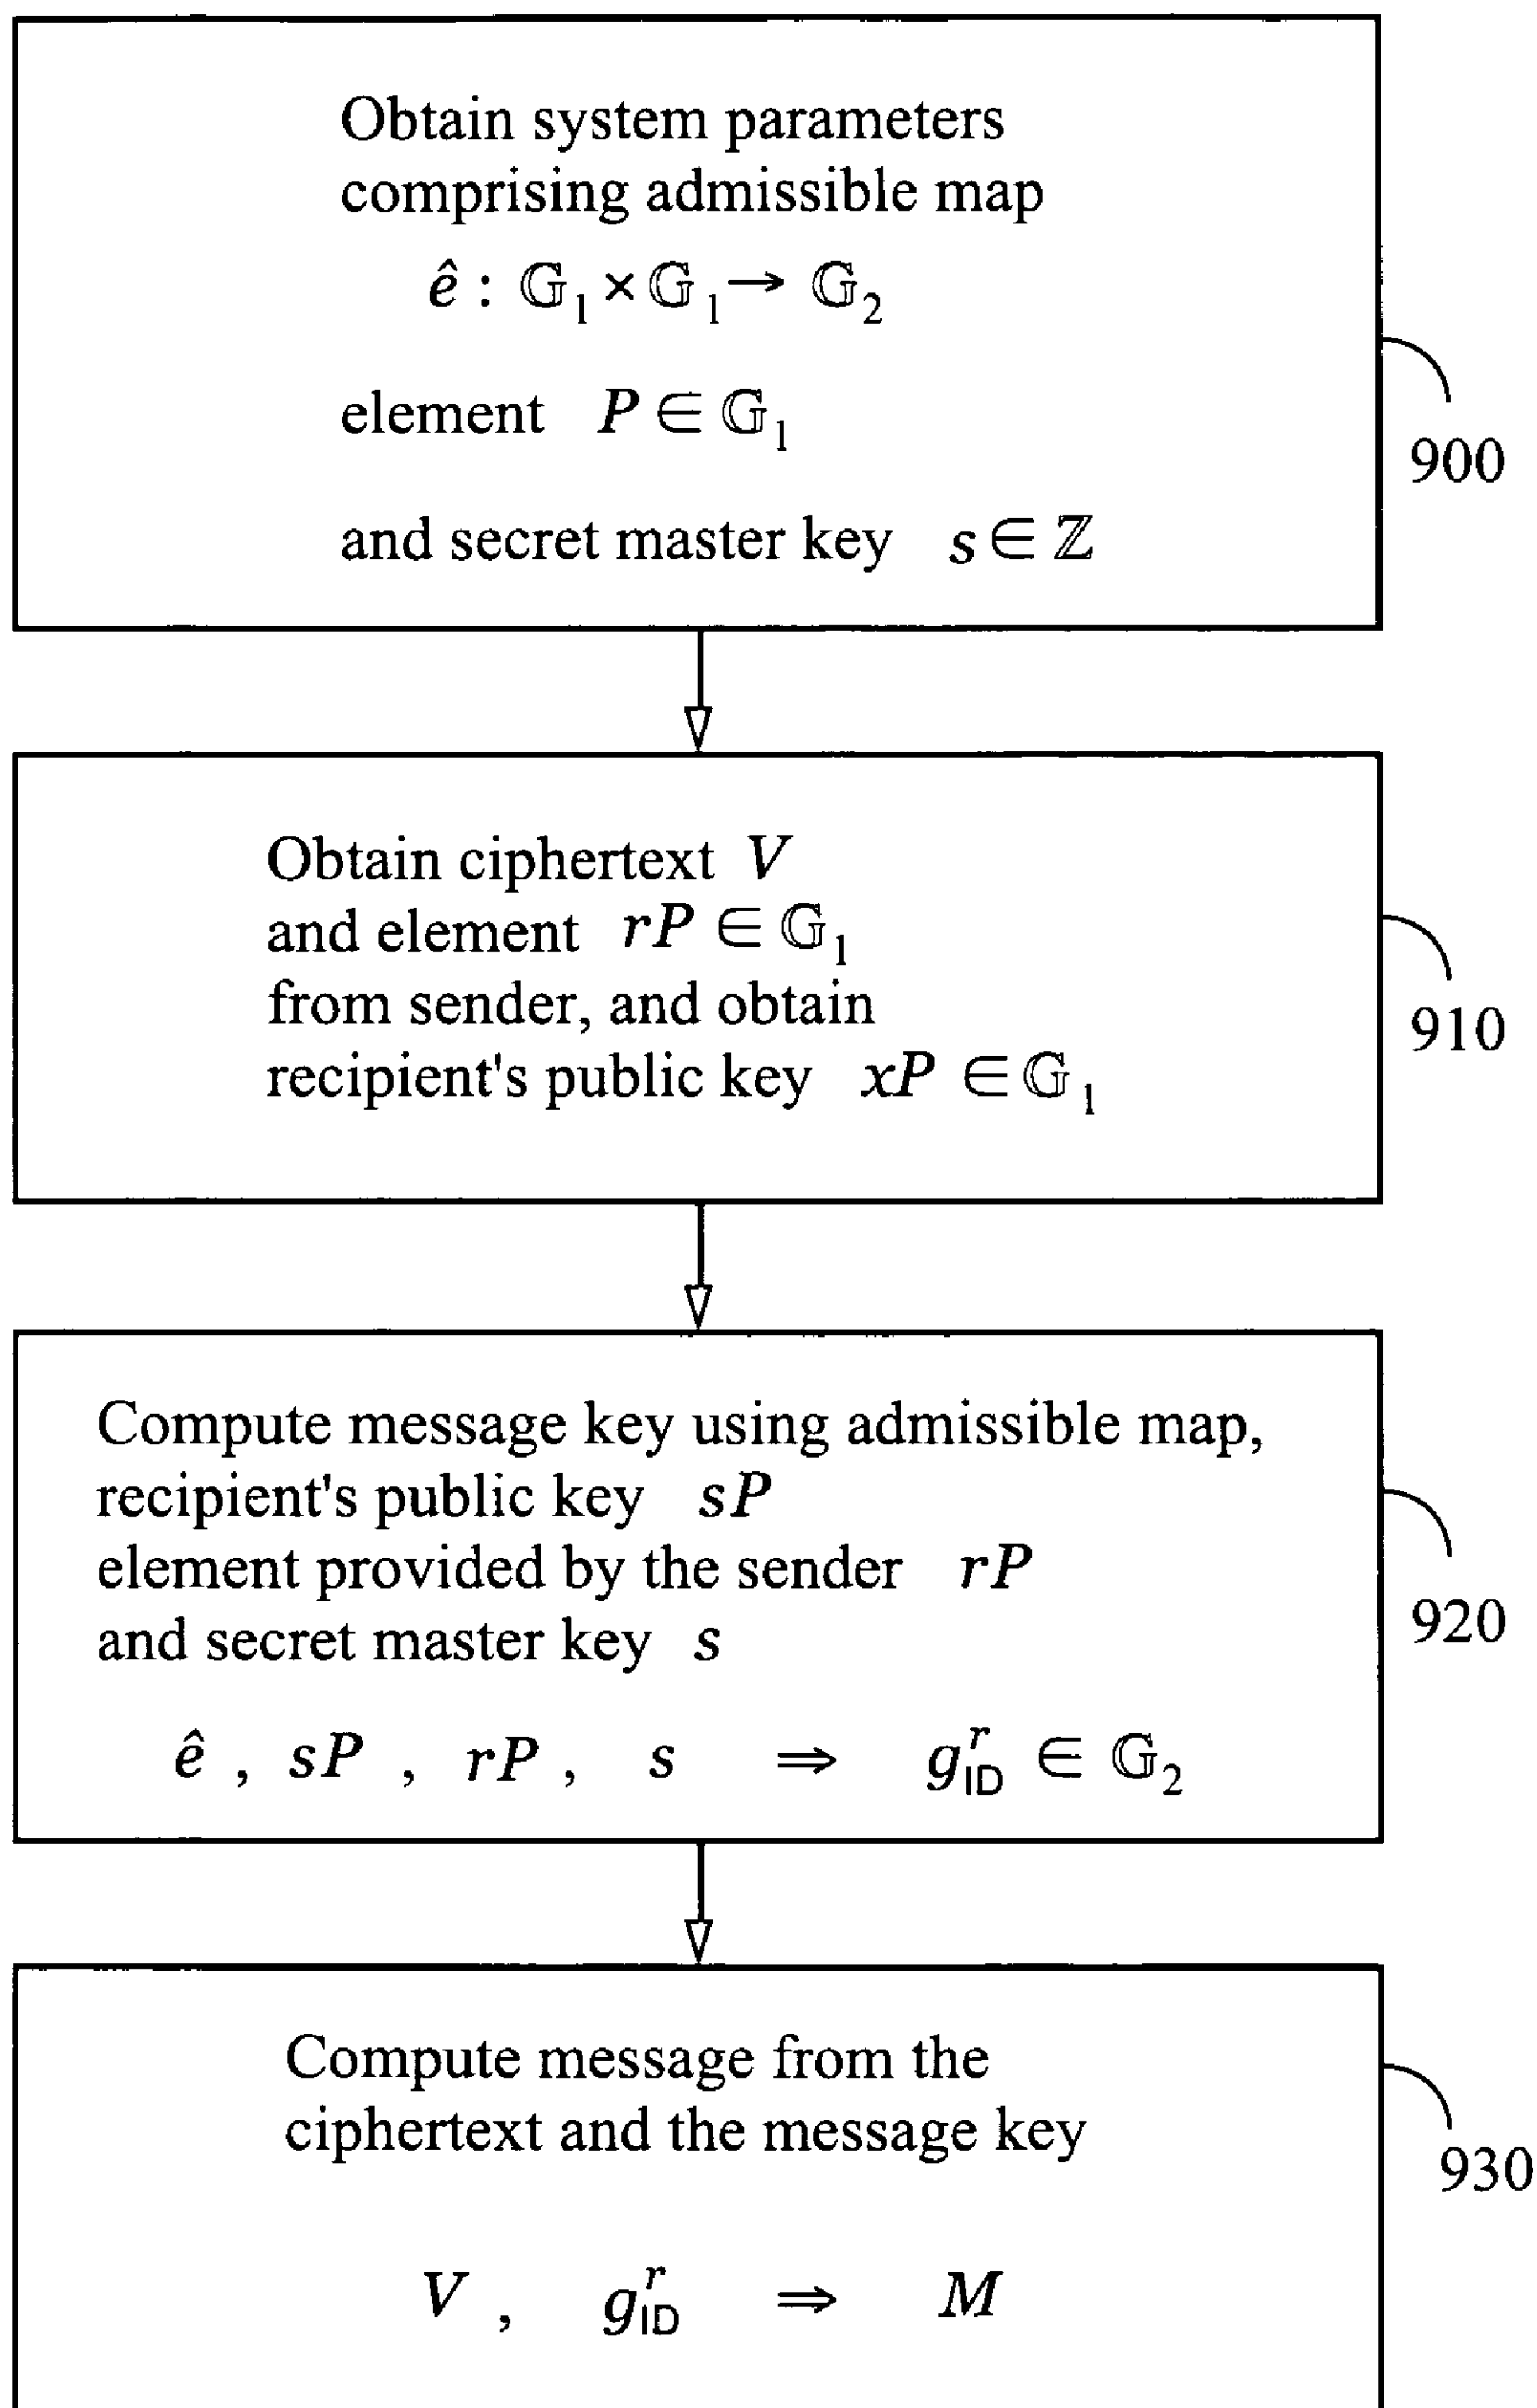 Obtain system parameters
comprising admissible map
ê : 𝔾₁ × 𝔾₁ → 𝔾₂
element P ∈ 𝔾₁
and secret master key s ∈ ℤ
900
Obtain ciphertext V
and element rP ∈ 𝔾₁
from sender, and obtain
recipient's public key xP ∈ 𝔾₁
910
Compute message key using admissible map,
recipient's public key sP
element provided by the sender rP
and secret master key s
920
ê , sP , rP , s ⇒ g_ID^r ∈ 𝔾₂
Compute message from the
ciphertext and the message key
930
V , g_ID^r ⇒ M